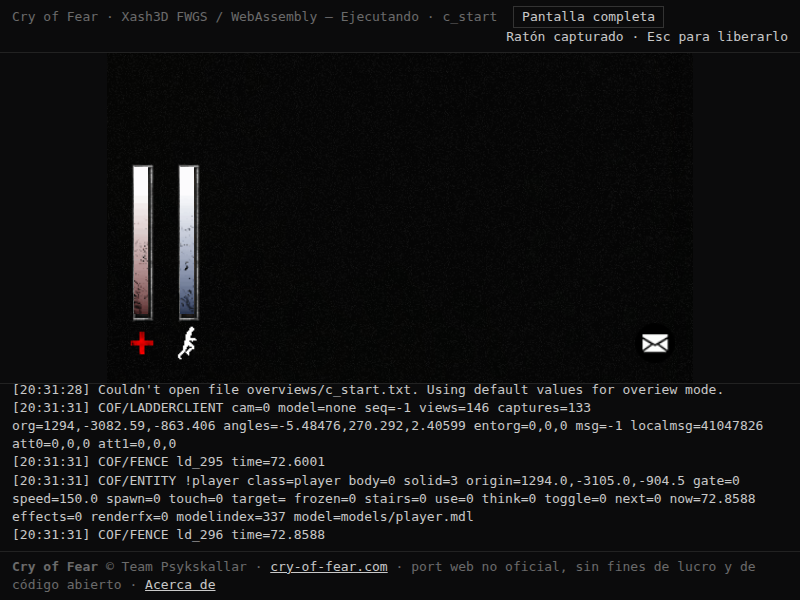 Cry of Fear · Xash3D FWGS / WebAssembly — Ejecutando · c_start Pantalla completa
Ratón capturado · Esc para liberarlo
[20:31:28] Couldn't open file overviews/c_start.txt. Using default values for overiew mode.
[20:31:31] COF/LADDERCLIENT cam=0 model=none seq=-1 views=146 captures=133
org=1294,-3082.59,-863.406 angles=-5.48476,270.292,2.40599 entorg=0,0,0 msg=-1 localmsg=41047826
att0=0,0,0 att1=0,0,0
[20:31:31] COF/FENCE ld_295 time=72.6001
[20:31:31] COF/ENTITY !player class=player body=0 solid=3 origin=1294.0,-3105.0,-904.5 gate=0
speed=150.0 spawn=0 touch=0 target= frozen=0 stairs=0 use=0 think=0 toggle=0 next=0 now=72.8588
effects=0 renderfx=0 modelindex=337 model=models/player.mdl
[20:31:31] COF/FENCE ld_296 time=72.8588
Cry of Fear © Team Psykskallar · cry-of-fear.com · port web no oficial, sin fines de lucro y de
código abierto · Acerca de